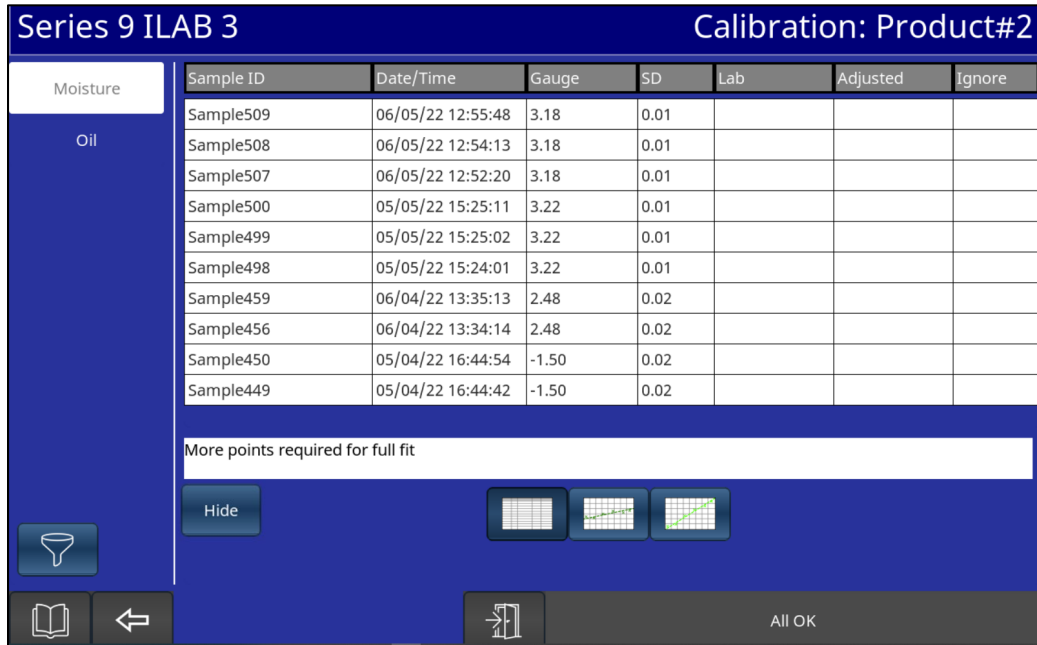 Series 9 ILAB 3 Calibration: Product#2
Moisture
Oil
Sample ID Date/Time Gauge SD Lab Adjusted Ignore
Sample509 06/05/22 12:55:48 3.18 0.01
Sample508 06/05/22 12:54:13 3.18 0.01
Sample507 06/05/22 12:52:20 3.18 0.01
Sample500 05/05/22 15:25:11 3.22 0.01
Sample499 05/05/22 15:25:02 3.22 0.01
Sample498 05/05/22 15:24:01 3.22 0.01
Sample459 06/04/22 13:35:13 2.48 0.02
Sample456 06/04/22 13:34:14 2.48 0.02
Sample450 05/04/22 16:44:54 -1.50 0.02
Sample449 05/04/22 16:44:42 -1.50 0.02
More points required for full fit
Hide
All OK